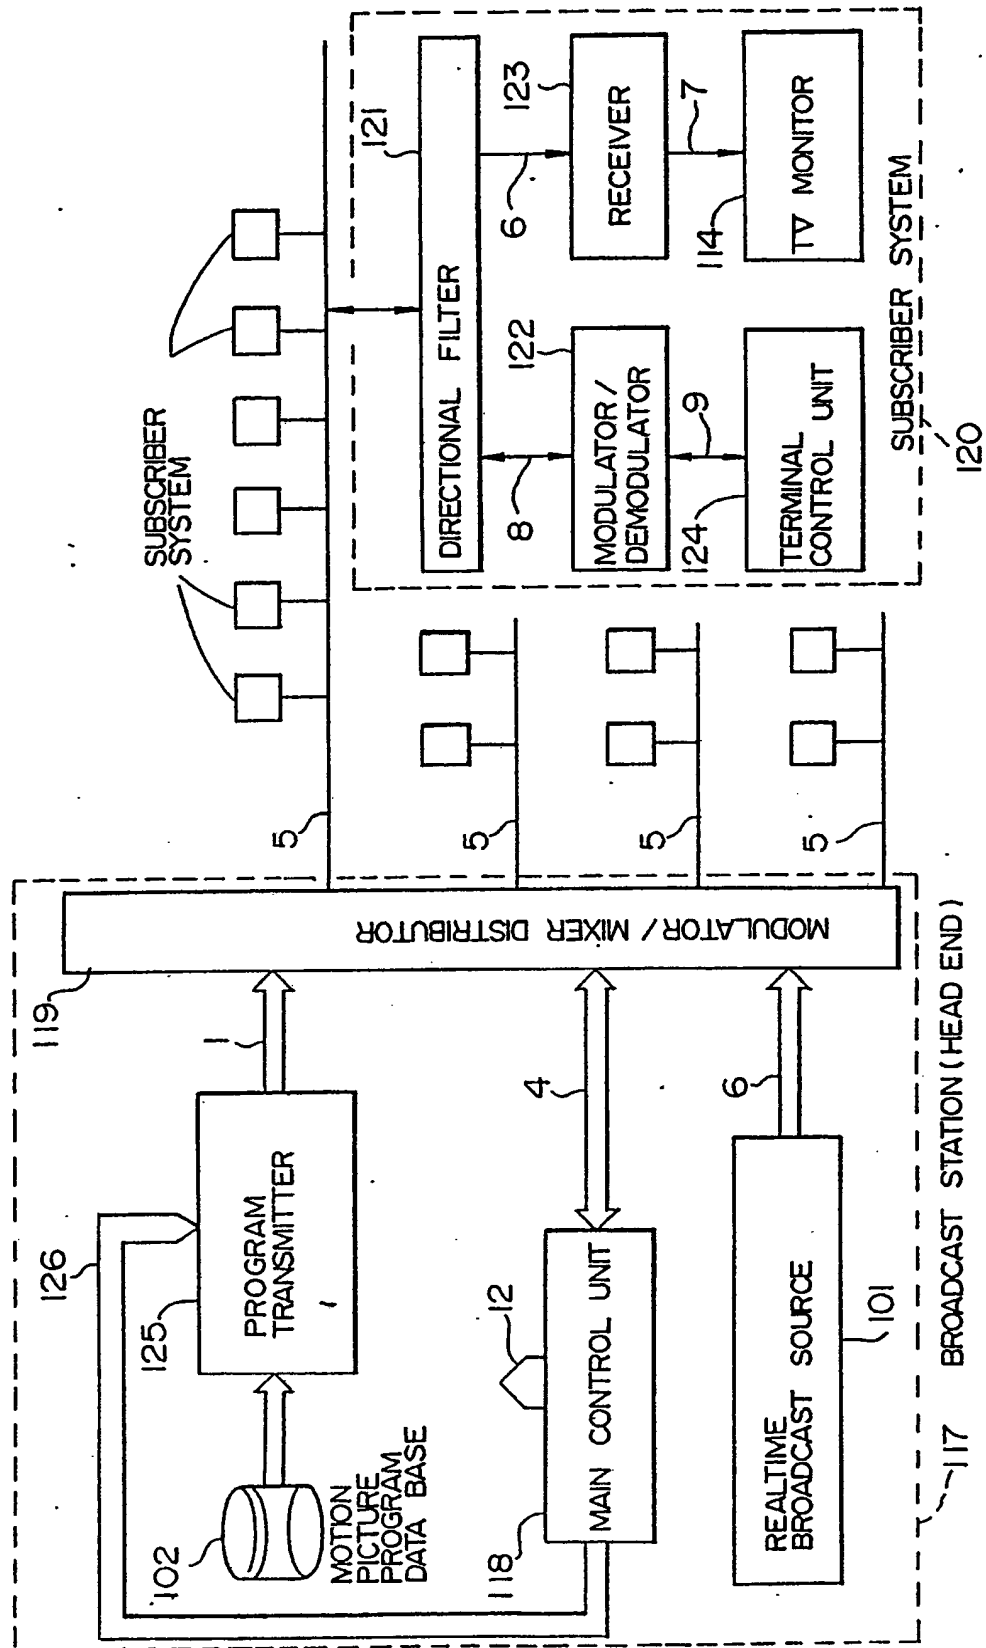 126
125
PROGRAM
TRANSMITTER
1
119
102
MOTION
PICTURE
PROGRAM
DATA BASE
MODULATOR/MIXER DISTRIBUTOR
12
4
118
MAIN CONTROL UNIT
6
REALTIME
BROADCAST SOURCE
101
117
BROADCAST STATION (HEAD END)
5
5
5
5
SUBSCRIBER
SYSTEM
121
DIRECTIONAL FILTER
8
6
122
MODULATOR/
DEMODULATOR
123
RECEIVER
9
7
124
TERMINAL
CONTROL UNIT
114
TV MONITOR
SUBSCRIBER SYSTEM
120